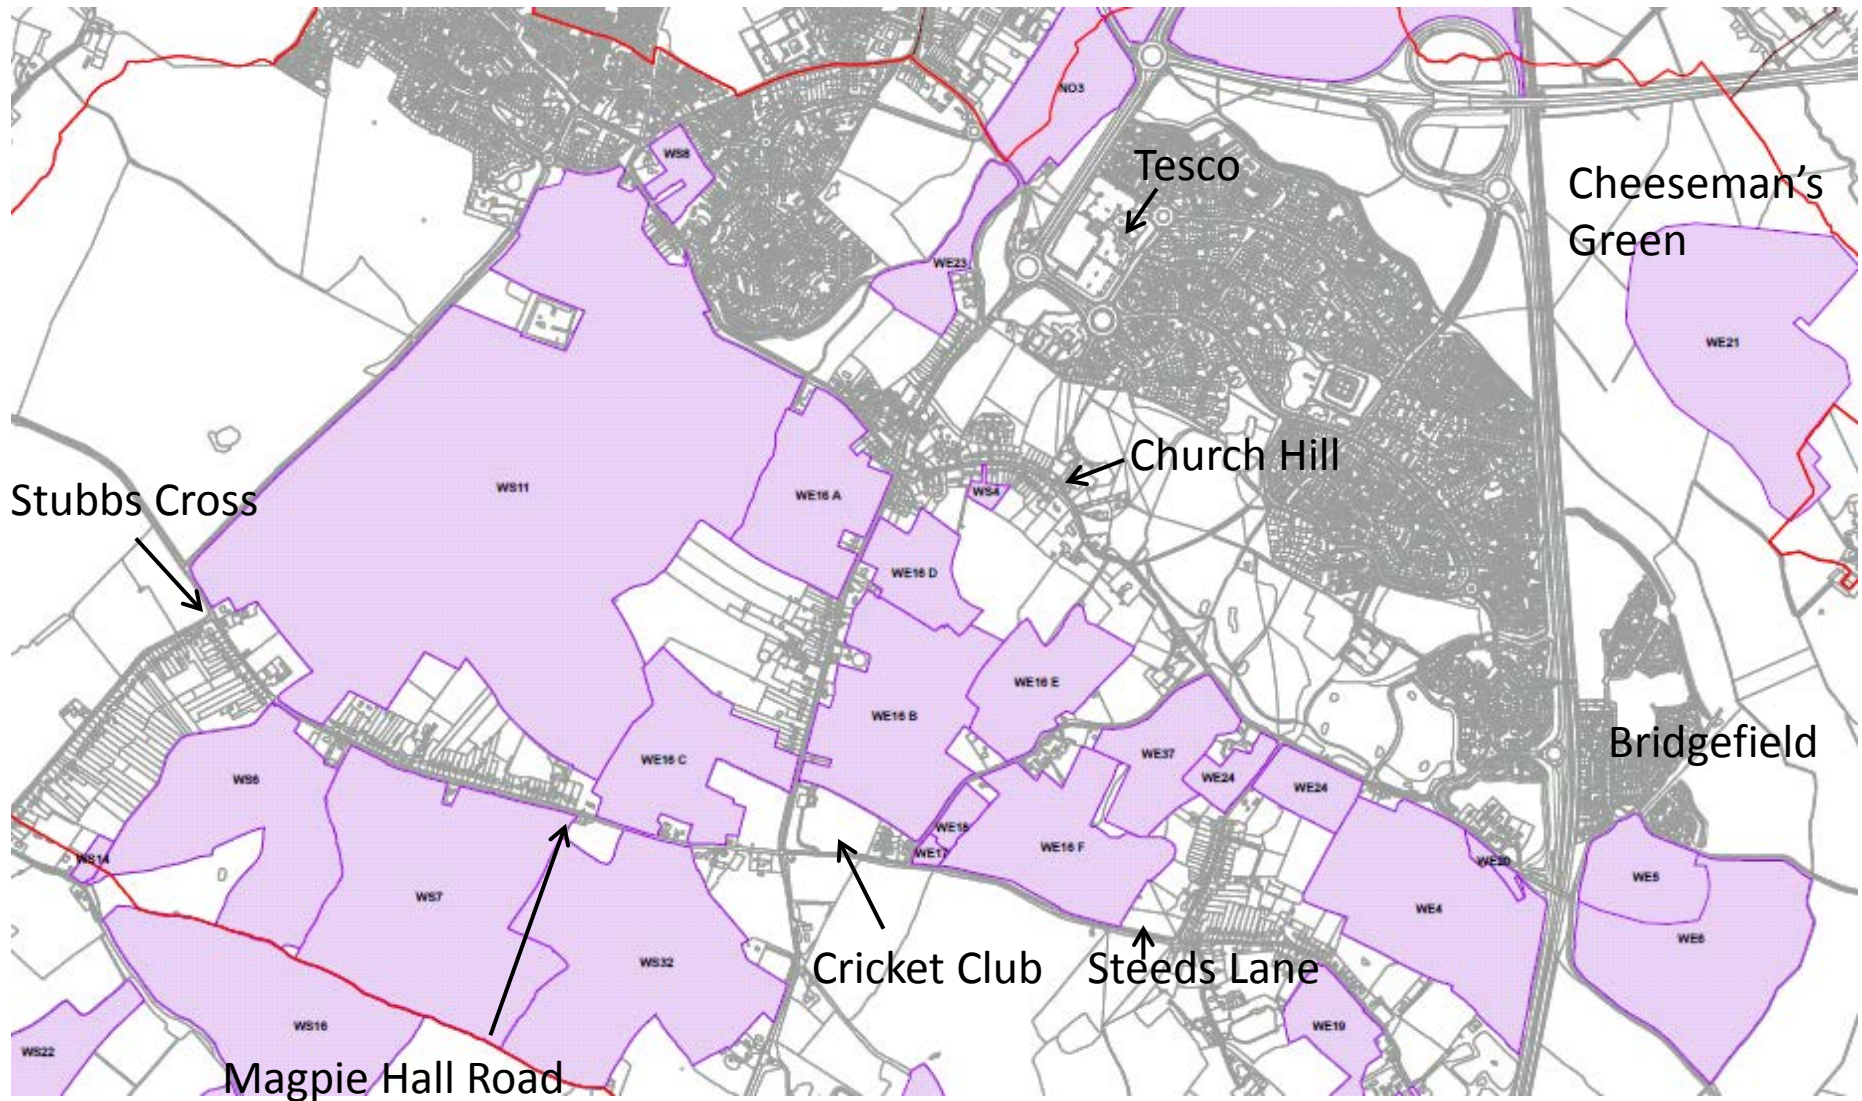 NO3
WS8
Tesco
Cheeseman's
Green
WE23
WE21
Church Hill
WS11
WE16 A
WS4
Stubbs Cross
WE16 D
WE16 E
WE16 B
Bridgefield
WE16 C
WE37
WS6
WE24
WE24
WE15
WE16 F
WE17
WS14
WE20
WE5
WS7
WE4
WE6
WS32
Cricket Club
Steeds Lane
WS16
WE19
WS22
Magpie Hall Road